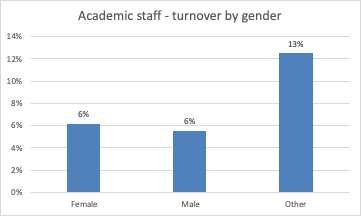 Academic staff - turnover by gender
14%
12%
10%
8%
6%
4%
2%
0%
6%
6%
13%
Female
Male
Other